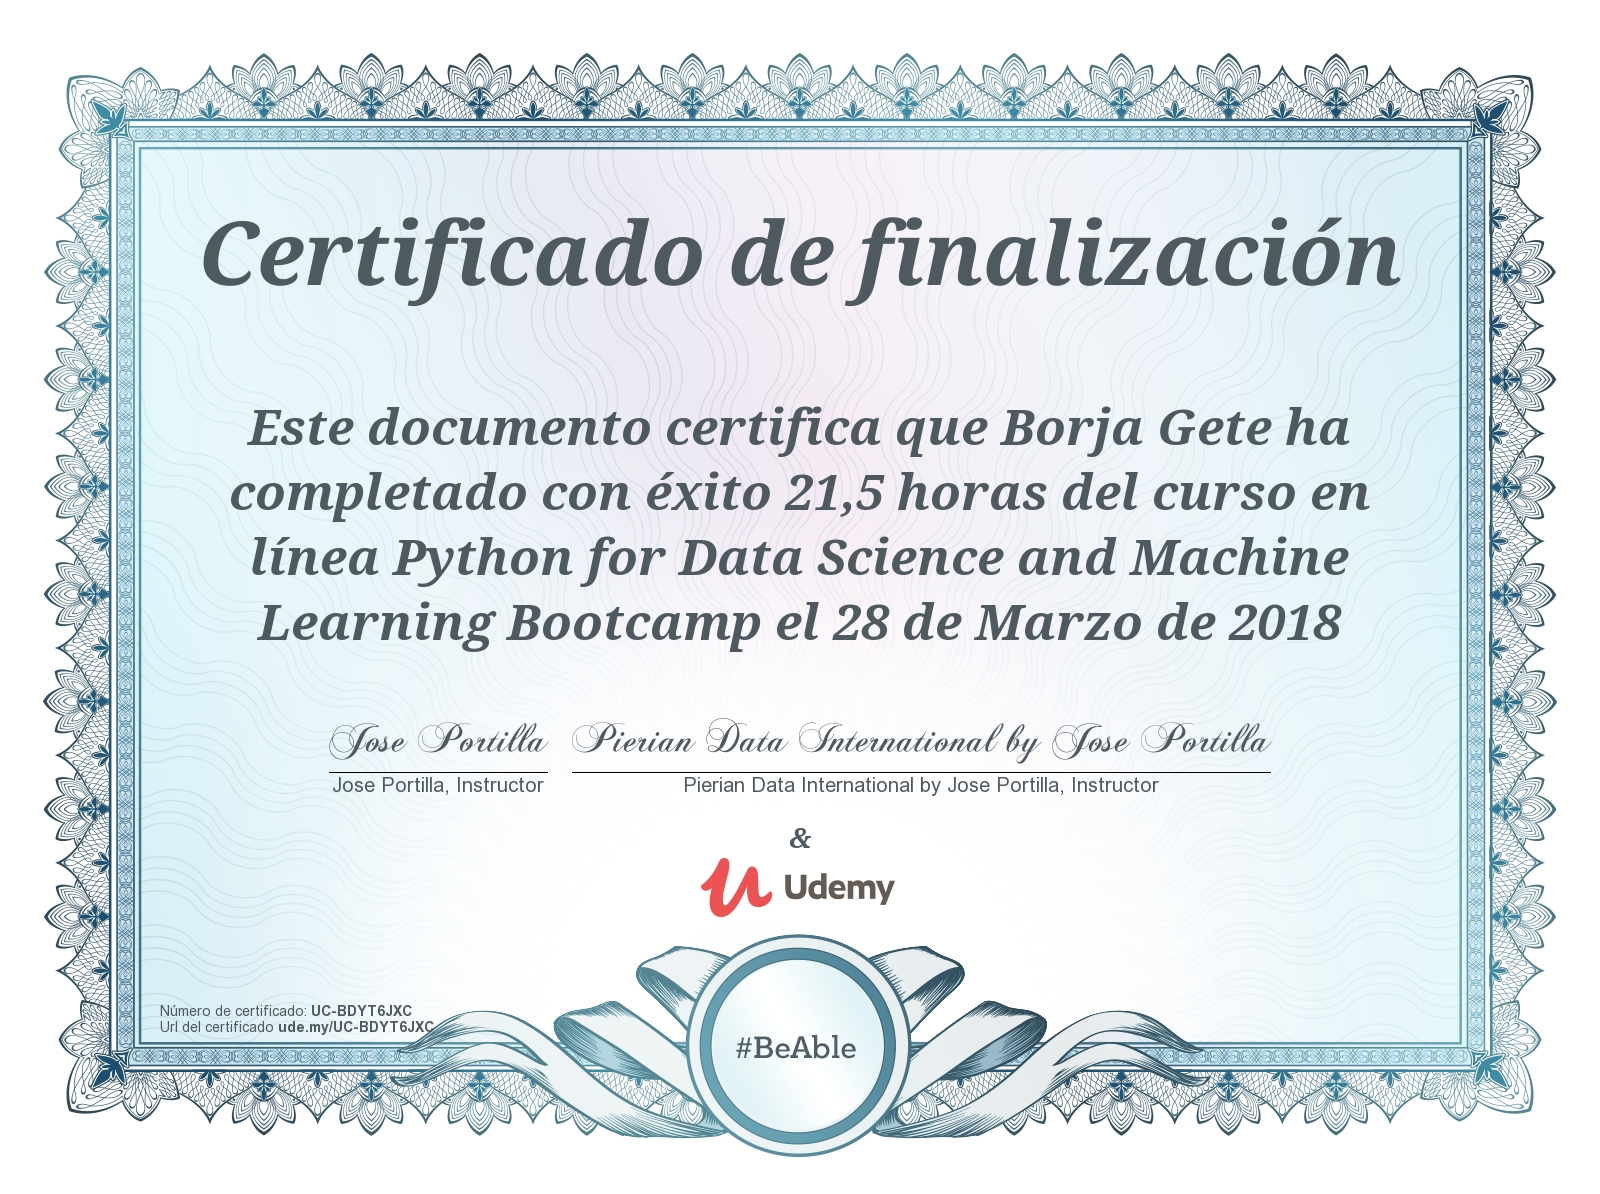 Certificado de finalización
Este documento certifica que Borja Gete ha
completado con éxito 21,5 horas del curso en
línea Python for Data Science and Machine
Learning Bootcamp el 28 de Marzo de 2018
Jose Portilla
Pierian Data International by Jose Portilla
Jose Portilla, Instructor
Pierian Data International by Jose Portilla, Instructor
&
Udemy
Número de certificado: UC-BDYT6JXC
Url del certificado ude.my/UC-BDYT6JXC
#BeAble